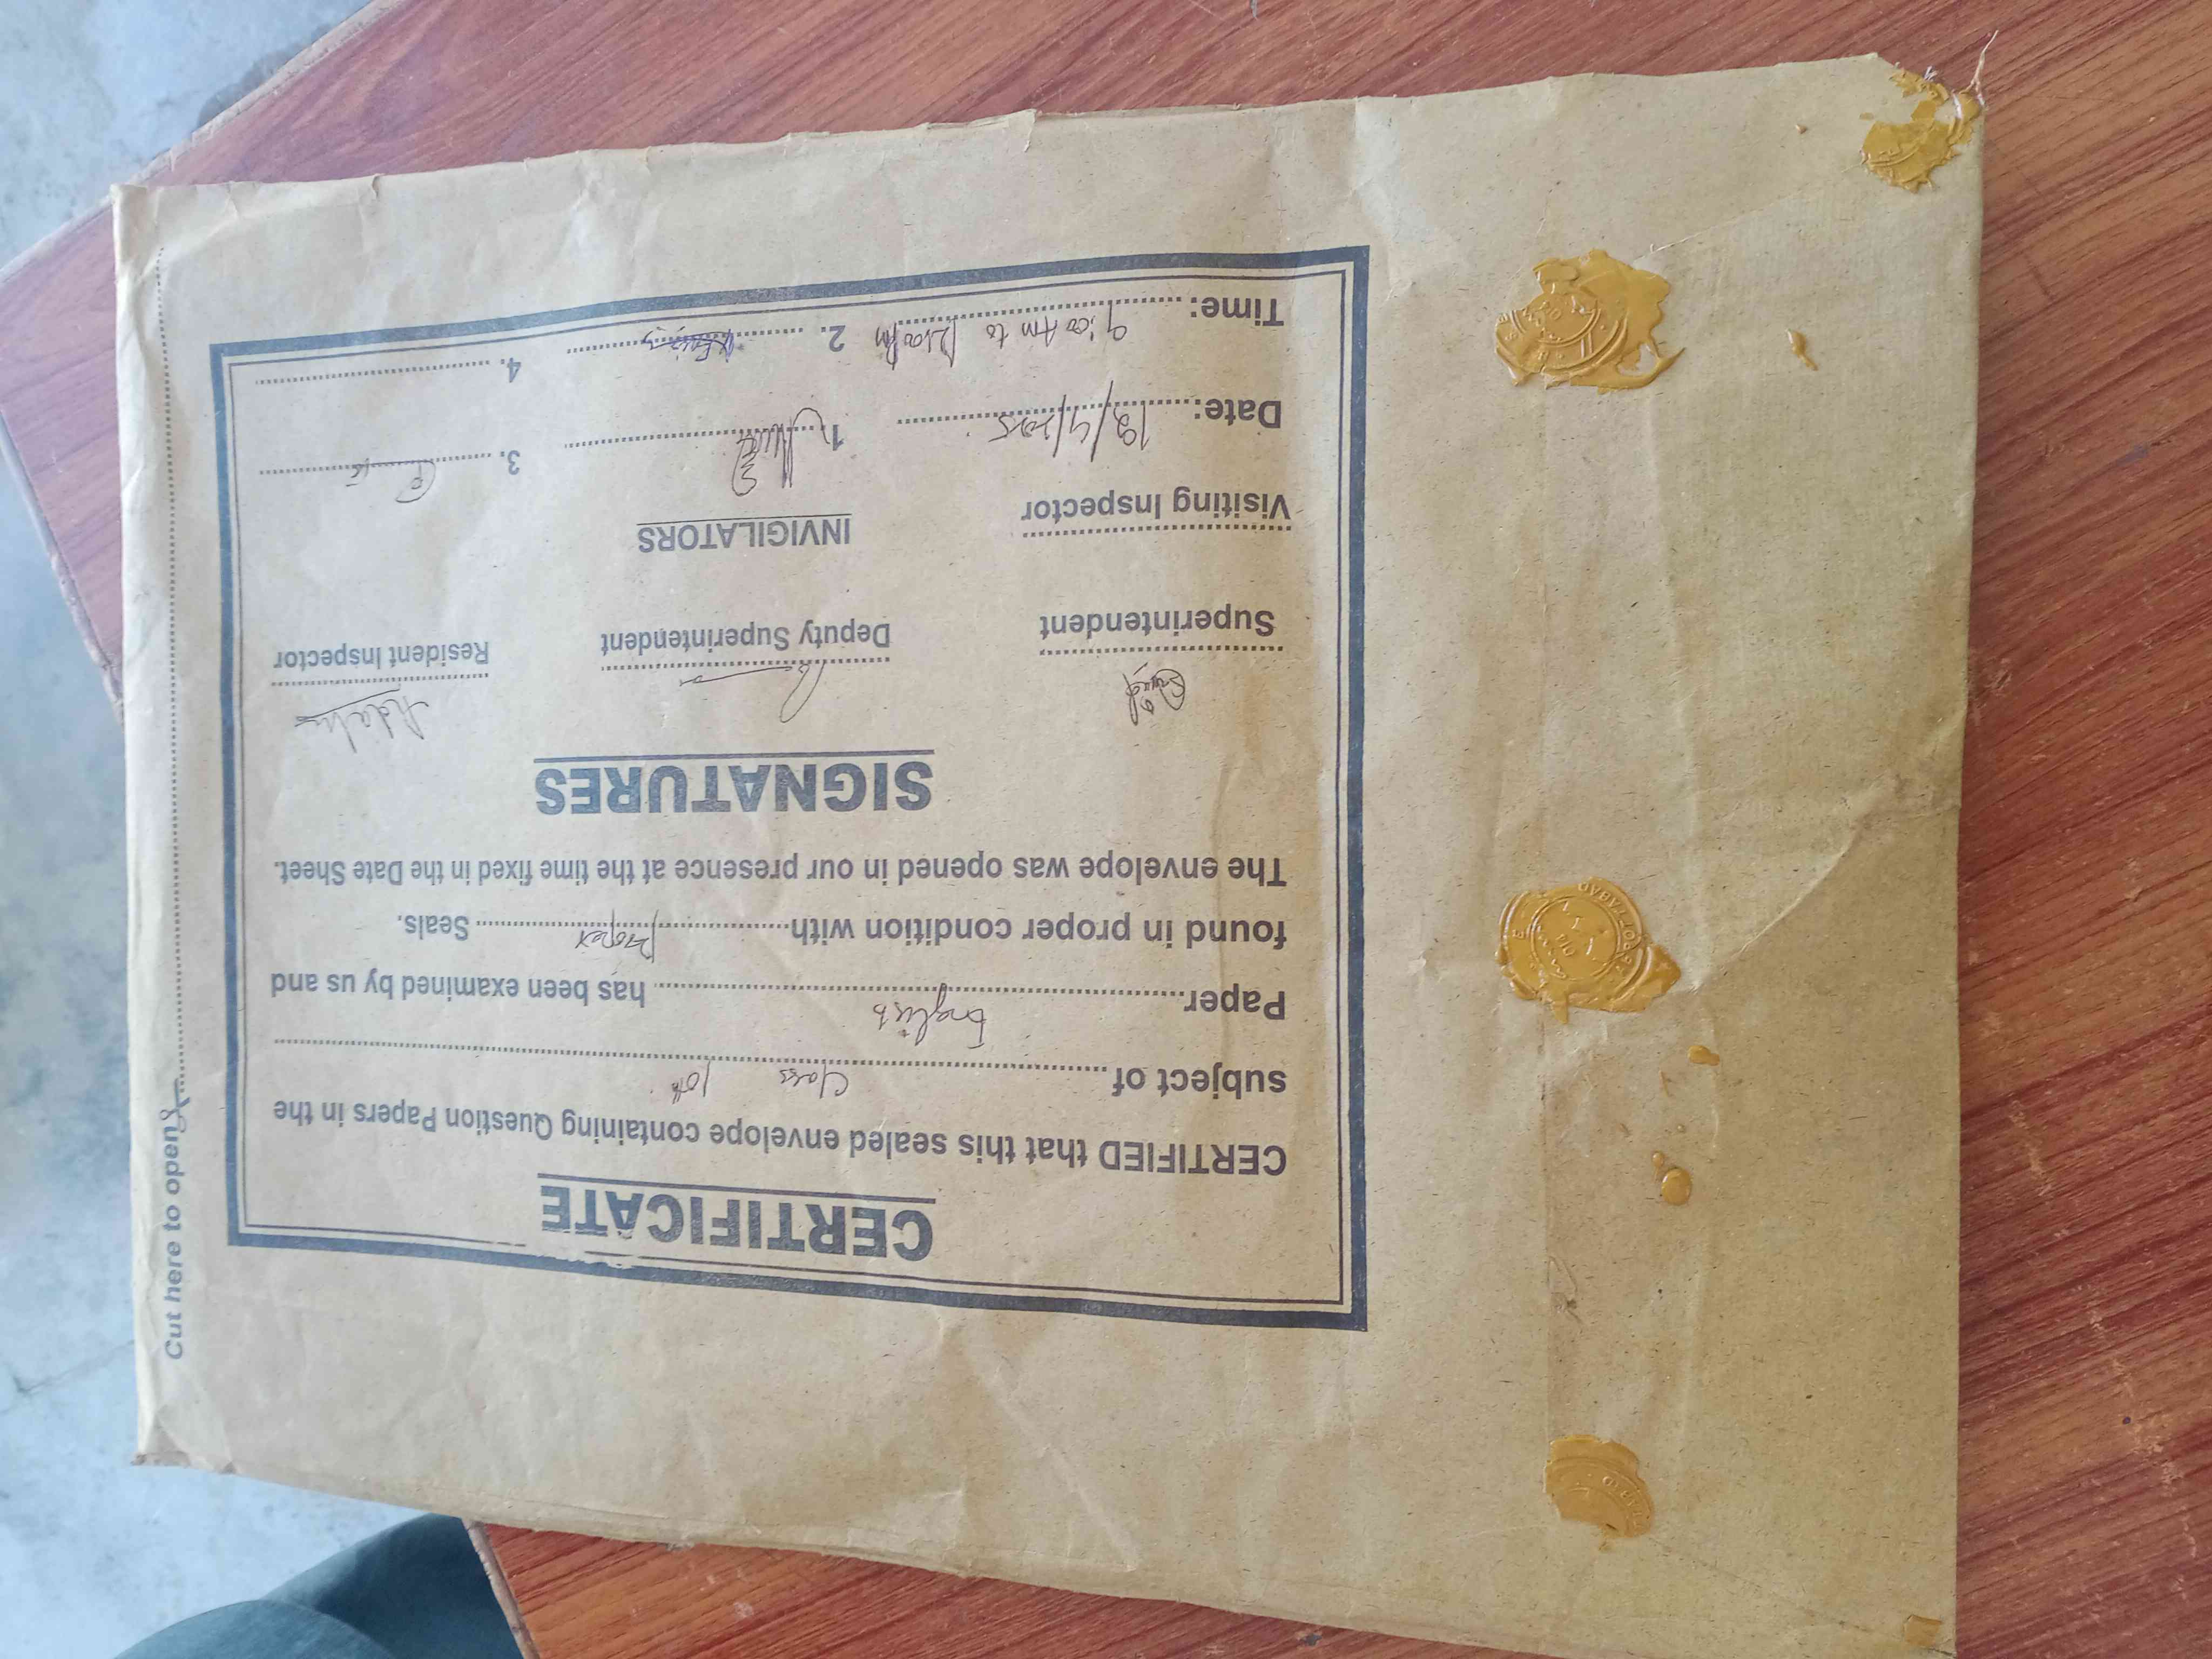 CERTIFICATE
CERTIFIED that this sealed envelope containing Question Papers in the
subject of Class 10th
Paper English has been examined by us and
found in proper condition with Proper Seals.
The envelope was opened in our presence at the time fixed in the Date Sheet.
SIGNATURES
Superintendent Deputy Superintendent Resident Inspector
Visiting Inspector INVIGILATORS
Date: 1. 3.
Time: 9:00 Am to 12:00 Pm 2. 4.
Cut here to open